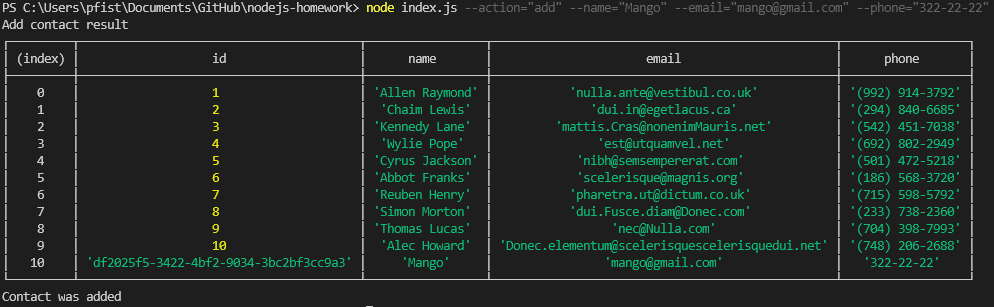 PS C:\Users\pfist\Documents\GitHub\nodejs-homework> node index.js --action="add" --name="Mango" --email="mango@gmail.com" --phone="322-22-22"
Add contact result
(index) id name email phone
0 1 'Allen Raymond' 'nulla.ante@vestibul.co.uk' '(992) 914-3792'
1 2 'Chaim Lewis' 'dui.in@egetlacus.ca' '(294) 840-6685'
2 3 'Kennedy Lane' 'mattis.Cras@nonenimMauris.net' '(542) 451-7038'
3 4 'Wylie Pope' 'est@utquamvel.net' '(692) 802-2949'
4 5 'Cyrus Jackson' 'nibh@semsempererat.com' '(501) 472-5218'
5 6 'Abbot Franks' 'scelerisque@magnis.org' '(186) 568-3720'
6 7 'Reuben Henry' 'pharetra.ut@dictum.co.uk' '(715) 598-5792'
7 8 'Simon Morton' 'dui.Fusce.diam@Donec.com' '(233) 738-2360'
8 9 'Thomas Lucas' 'nec@Nulla.com' '(704) 398-7993'
9 10 'Alec Howard' 'Donec.elementum@scelerisquescelerisquedui.net' '(748) 206-2688'
10 'df2025f5-3422-4bf2-9034-3bc2bf3cc9a3' 'Mango' 'mango@gmail.com' '322-22-22'
Contact was added